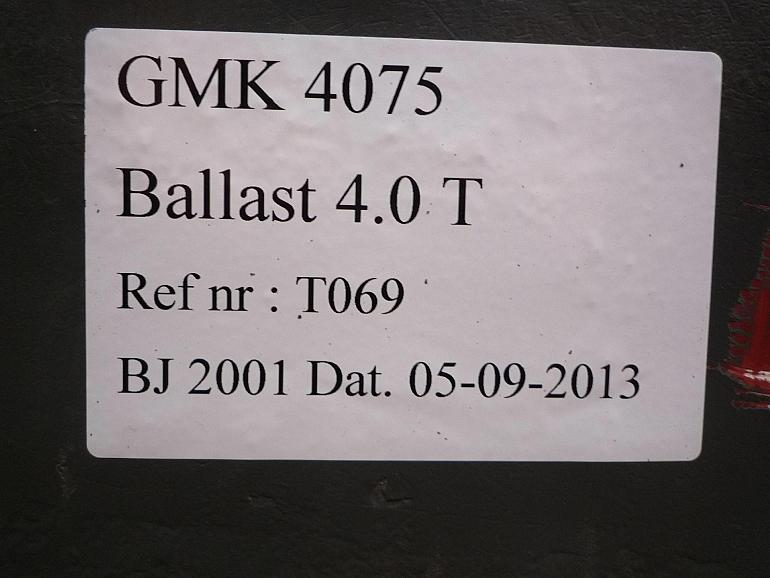 GMK 4075
Ballast 4.0 T
Ref nr : T069
BJ 2001 Dat. 05-09-2013